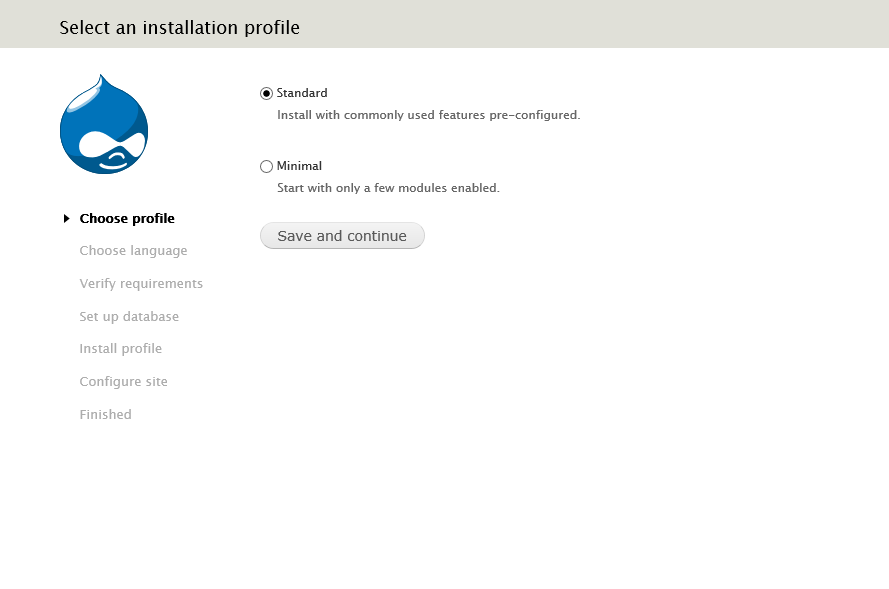 Select an installation profile
Standard
Install with commonly used features pre-configured.
Minimal
Start with only a few modules enabled.
Save and continue
Choose profile
Choose language
Verify requirements
Set up database
Install profile
Configure site
Finished